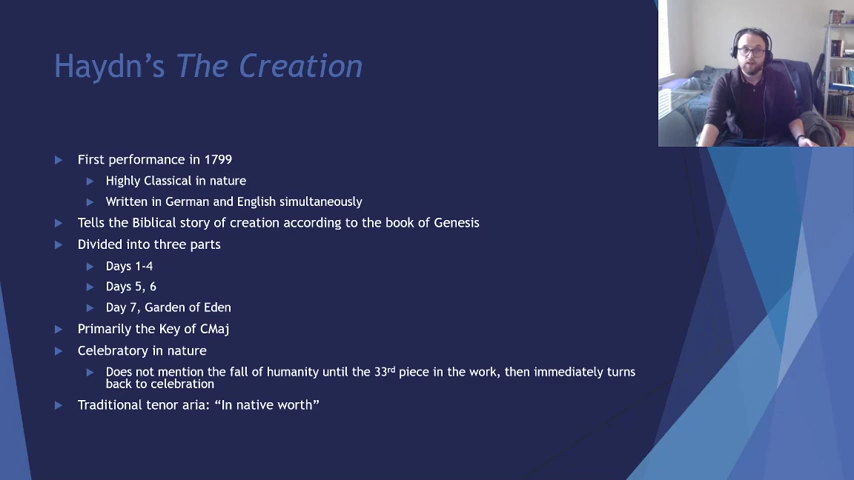 Haydn's The Creation
First performance in 1799
Highly Classical in nature
Written in German and English simultaneously
Tells the Biblical story of creation according to the book of Genesis
Divided into three parts
Days 1-4
Days 5, 6
Day 7, Garden of Eden
Primarily the Key of CMaj
Celebratory in nature
Does not mention the fall of humanity until the 33rd piece in the work, then immediately turns
back to celebration
Traditional tenor aria: “In native worth”